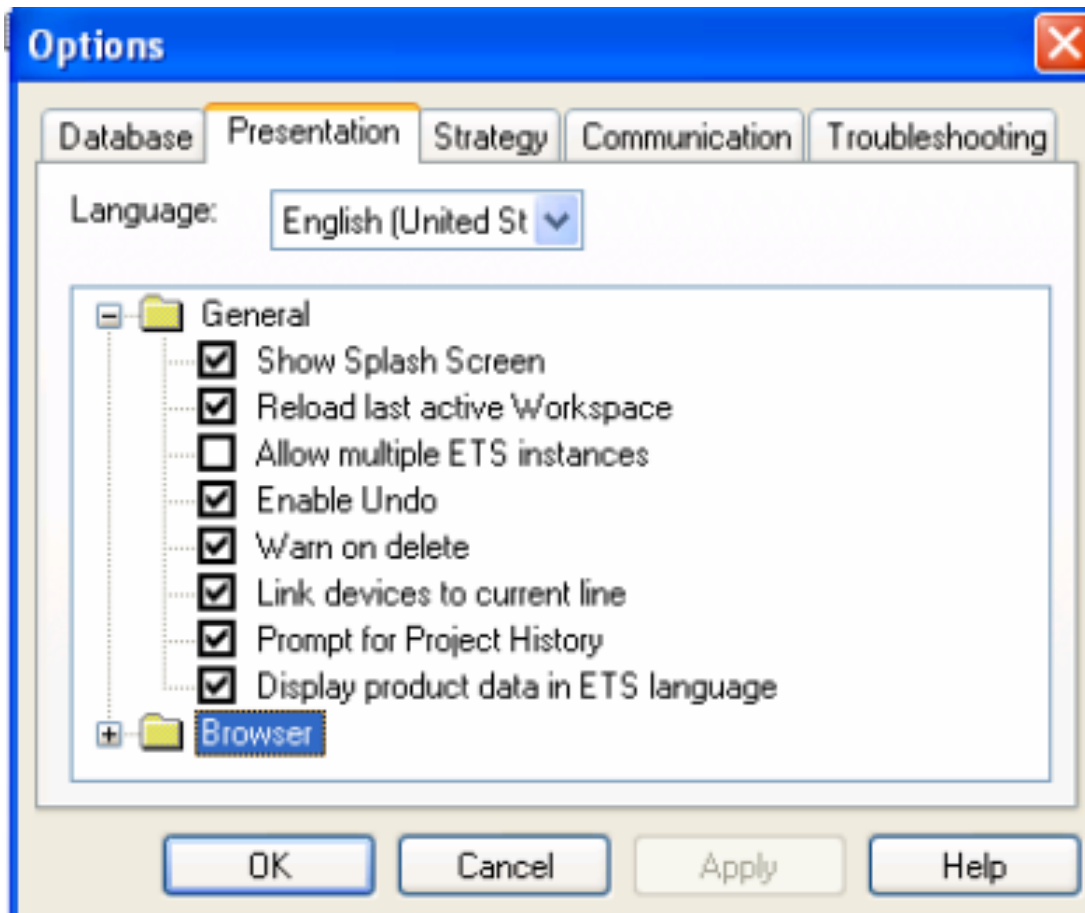 Options
Database Presentation Strategy Communication Troubleshooting
Language: English (United St
General
Show Splash Screen
Reload last active Workspace
Allow multiple ETS instances
Enable Undo
Warn on delete
Link devices to current line
Prompt for Project History
Display product data in ETS language
Browser
OK Cancel Apply Help